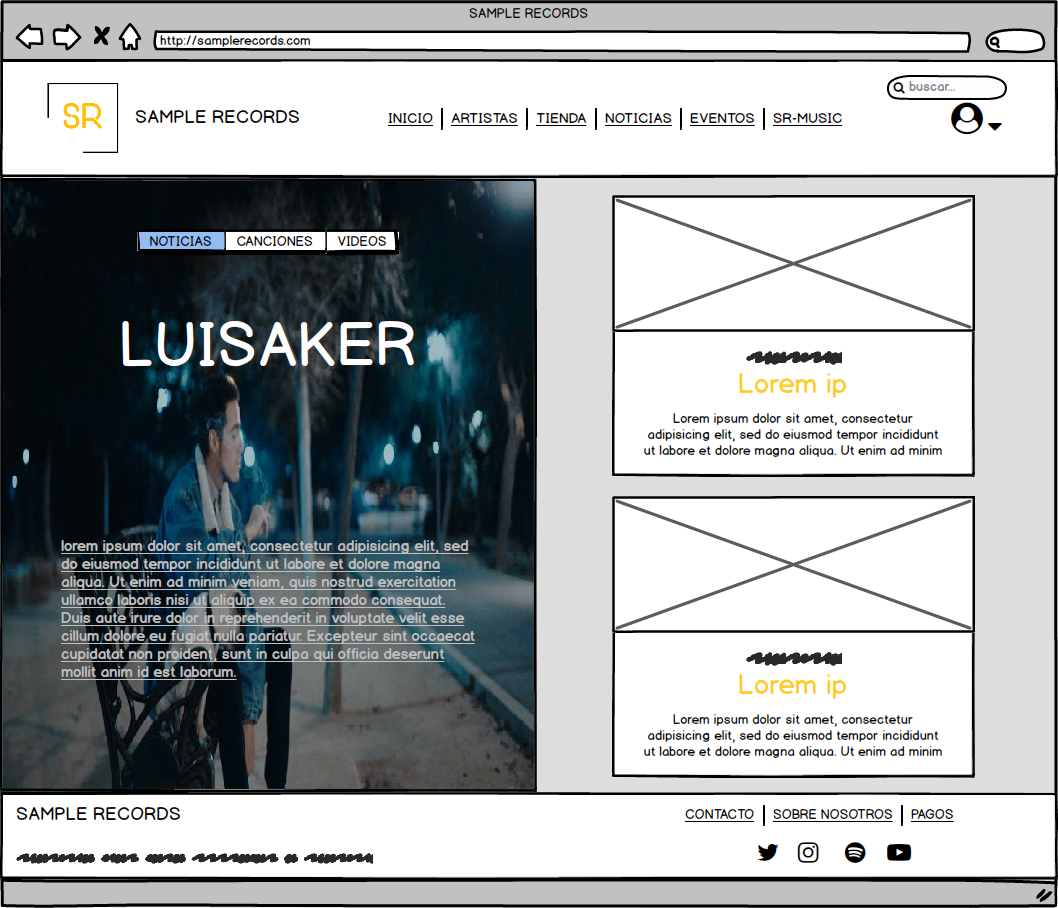 SAMPLE RECORDS
http://samplerecords.com
buscar...
SR
SAMPLE RECORDS
INICIO
ARTISTAS
TIENDA
NOTICIAS
EVENTOS
SR-MUSIC
NOTICIAS
CANCIONES
VIDEOS
LUISAKER
lorem ipsum dolor sit amet, consectetur adipisicing elit, sed
do eiusmod tempor incididunt ut labore et dolore magna
aliqua. Ut enim ad minim veniam, quis nostrud exercitation
ullamco laboris nisi ut aliquip ex ea commodo consequat.
Duis aute irure dolor in reprehenderit in voluptate velit esse
cillum dolore eu fugiat nulla pariatur. Excepteur sint occaecat
cupidatat non proident, sunt in culpa qui officia deserunt
mollit anim id est laborum.
Lorem ip
Lorem ipsum dolor sit amet, consectetur
adipisicing elit, sed do eiusmod tempor incididunt
ut labore et dolore magna aliqua. Ut enim ad minim
Lorem ip
Lorem ipsum dolor sit amet, consectetur
adipisicing elit, sed do eiusmod tempor incididunt
ut labore et dolore magna aliqua. Ut enim ad minim
SAMPLE RECORDS
CONTACTO
SOBRE NOSOTROS
PAGOS